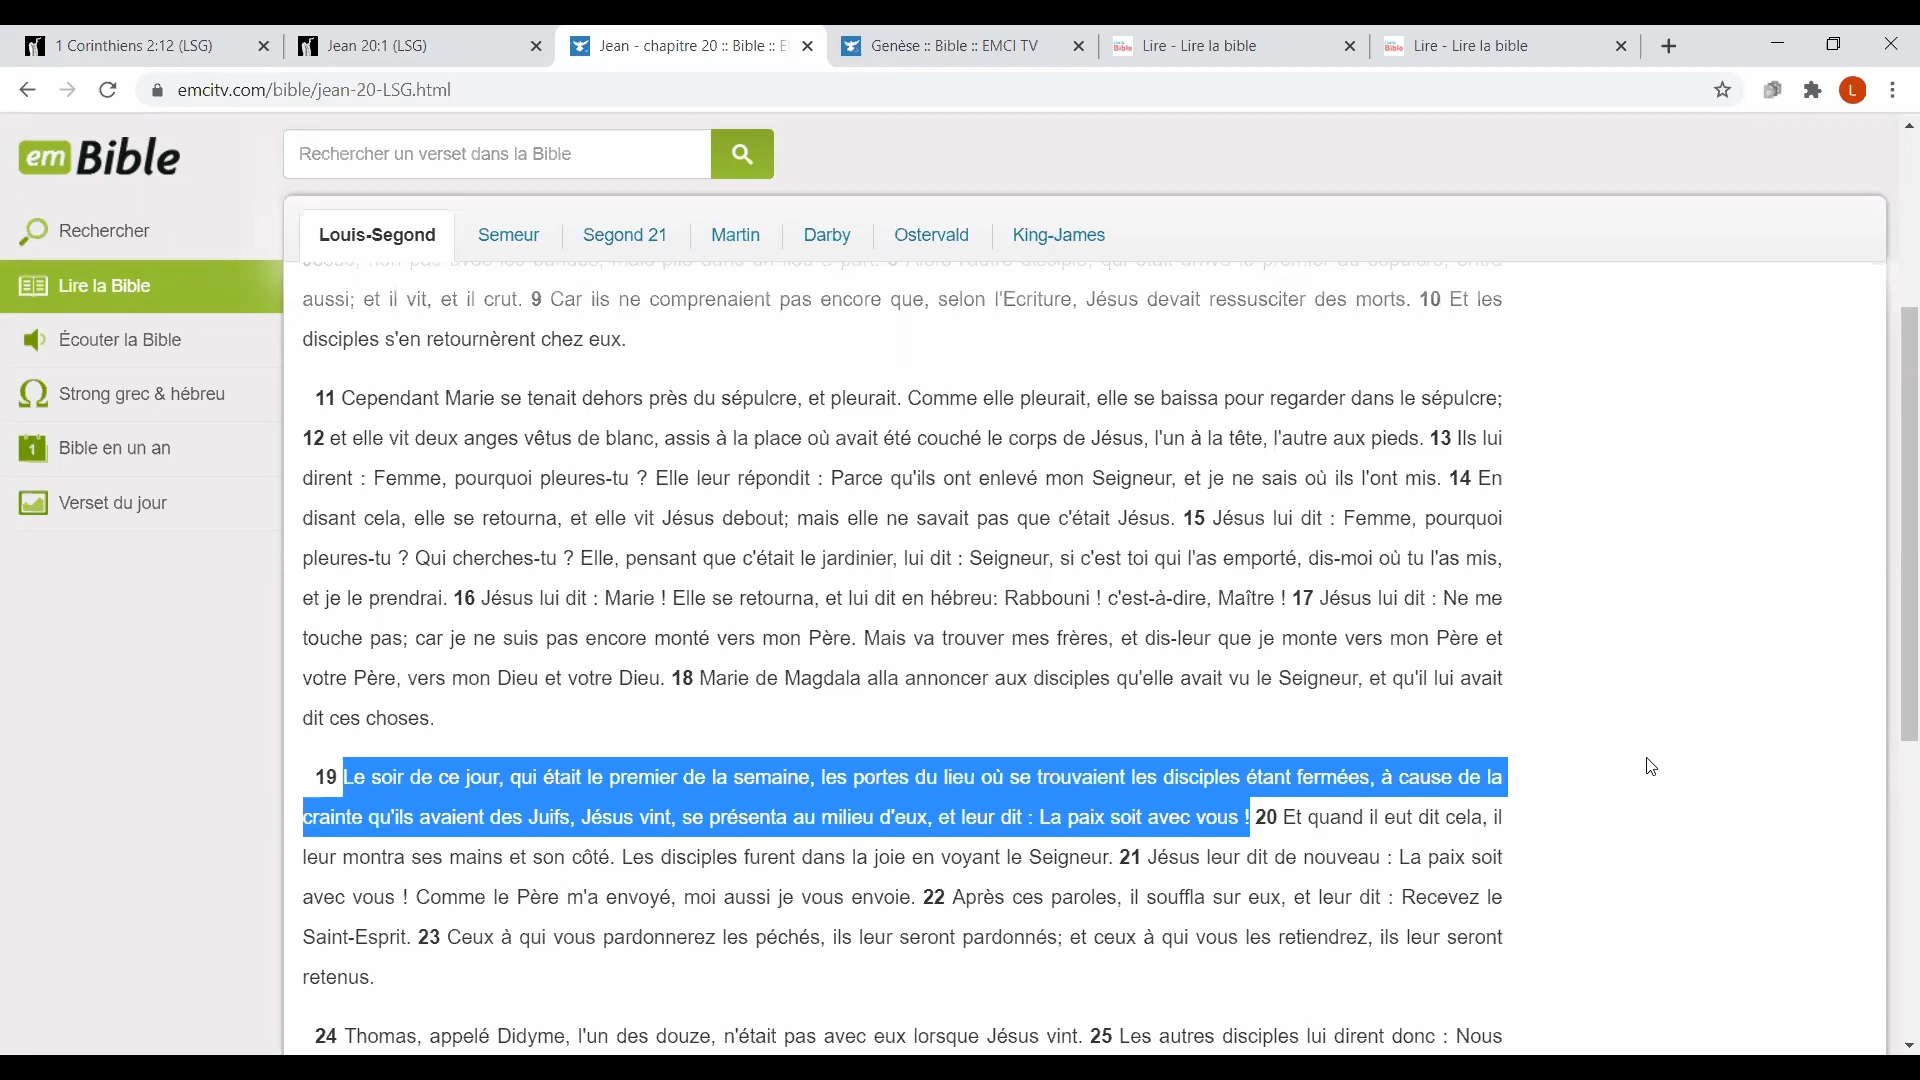 1 Corinthiens 2:12 (LSG)
Jean 20:1 (LSG)
Jean - chapitre 20 :: Bible :: E
Genèse :: Bible :: EMCI TV
Lire - Lire la bible
Lire - Lire la bible
emcitv.com/bible/jean-20-LSG.html
L
em Bible
Rechercher un verset dans la Bible
Rechercher
Lire la Bible
Écouter la Bible
Strong grec & hébreu
1
Bible en un an
Verset du jour
Louis-Segond
Semeur
Segond 21
Martin
Darby
Ostervald
King-James
aussi; et il vit, et il crut. 9 Car ils ne comprenaient pas encore que, selon l'Ecriture, Jésus devait ressusciter des morts. 10 Et les
disciples s'en retournèrent chez eux.
11 Cependant Marie se tenait dehors près du sépulcre, et pleurait. Comme elle pleurait, elle se baissa pour regarder dans le sépulcre;
12 et elle vit deux anges vêtus de blanc, assis à la place où avait été couché le corps de Jésus, l'un à la tête, l'autre aux pieds. 13 Ils lui
dirent : Femme, pourquoi pleures-tu ? Elle leur répondit : Parce qu'ils ont enlevé mon Seigneur, et je ne sais où ils l'ont mis. 14 En
disant cela, elle se retourna, et elle vit Jésus debout; mais elle ne savait pas que c'était Jésus. 15 Jésus lui dit : Femme, pourquoi
pleures-tu ? Qui cherches-tu ? Elle, pensant que c'était le jardinier, lui dit : Seigneur, si c'est toi qui l'as emporté, dis-moi où tu l'as mis,
et je le prendrai. 16 Jésus lui dit : Marie ! Elle se retourna, et lui dit en hébreu: Rabbouni ! c'est-à-dire, Maître ! 17 Jésus lui dit : Ne me
touche pas; car je ne suis pas encore monté vers mon Père. Mais va trouver mes frères, et dis-leur que je monte vers mon Père et
votre Père, vers mon Dieu et votre Dieu. 18 Marie de Magdala alla annoncer aux disciples qu'elle avait vu le Seigneur, et qu'il lui avait
dit ces choses.
19 Le soir de ce jour, qui était le premier de la semaine, les portes du lieu où se trouvaient les disciples étant fermées, à cause de la
crainte qu'ils avaient des Juifs, Jésus vint, se présenta au milieu d'eux, et leur dit : La paix soit avec vous ! 20 Et quand il eut dit cela, il
leur montra ses mains et son côté. Les disciples furent dans la joie en voyant le Seigneur. 21 Jésus leur dit de nouveau : La paix soit
avec vous ! Comme le Père m'a envoyé, moi aussi je vous envoie. 22 Après ces paroles, il souffla sur eux, et leur dit : Recevez le
Saint-Esprit. 23 Ceux à qui vous pardonnerez les péchés, ils leur seront pardonnés; et ceux à qui vous les retiendrez, ils leur seront
retenus.
24 Thomas, appelé Didyme, l'un des douze, n'était pas avec eux lorsque Jésus vint. 25 Les autres disciples lui dirent donc : Nous